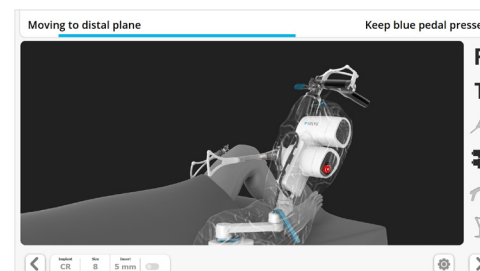 Moving to distal plane
Keep blue pedal presse
Implant
CR
Size
8
Insert
5 mm